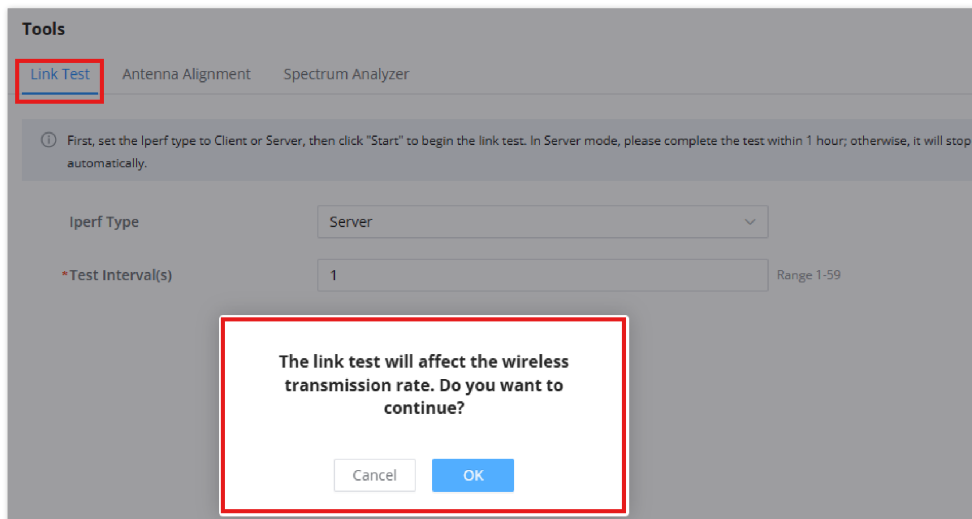 Tools
Link Test Antenna Alignment Spectrum Analyzer
First, set the Iperf type to Client or Server, then click "Start" to begin the link test. In Server mode, please complete the test within 1 hour; otherwise, it will stop
automatically.
Iperf Type Server
*Test Interval(s) 1 Range 1-59
The link test will affect the wireless
transmission rate. Do you want to
continue?
Cancel OK